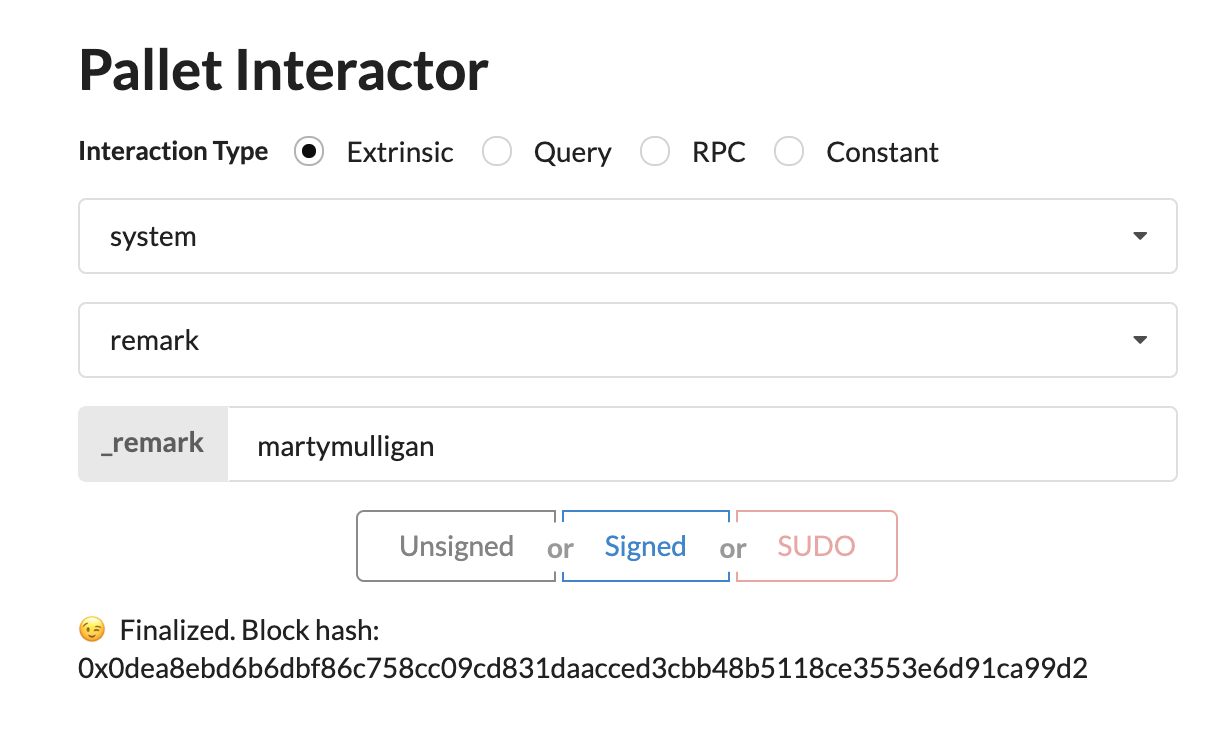 Pallet Interactor
Interaction Type Extrinsic Query RPC Constant
system
remark
_remark martymulligan
Unsigned or Signed or SUDO
😉 Finalized. Block hash:
0x0dea8ebd6b6dbf86c758cc09cd831daacced3cbb48b5118ce3553e6d91ca99d2